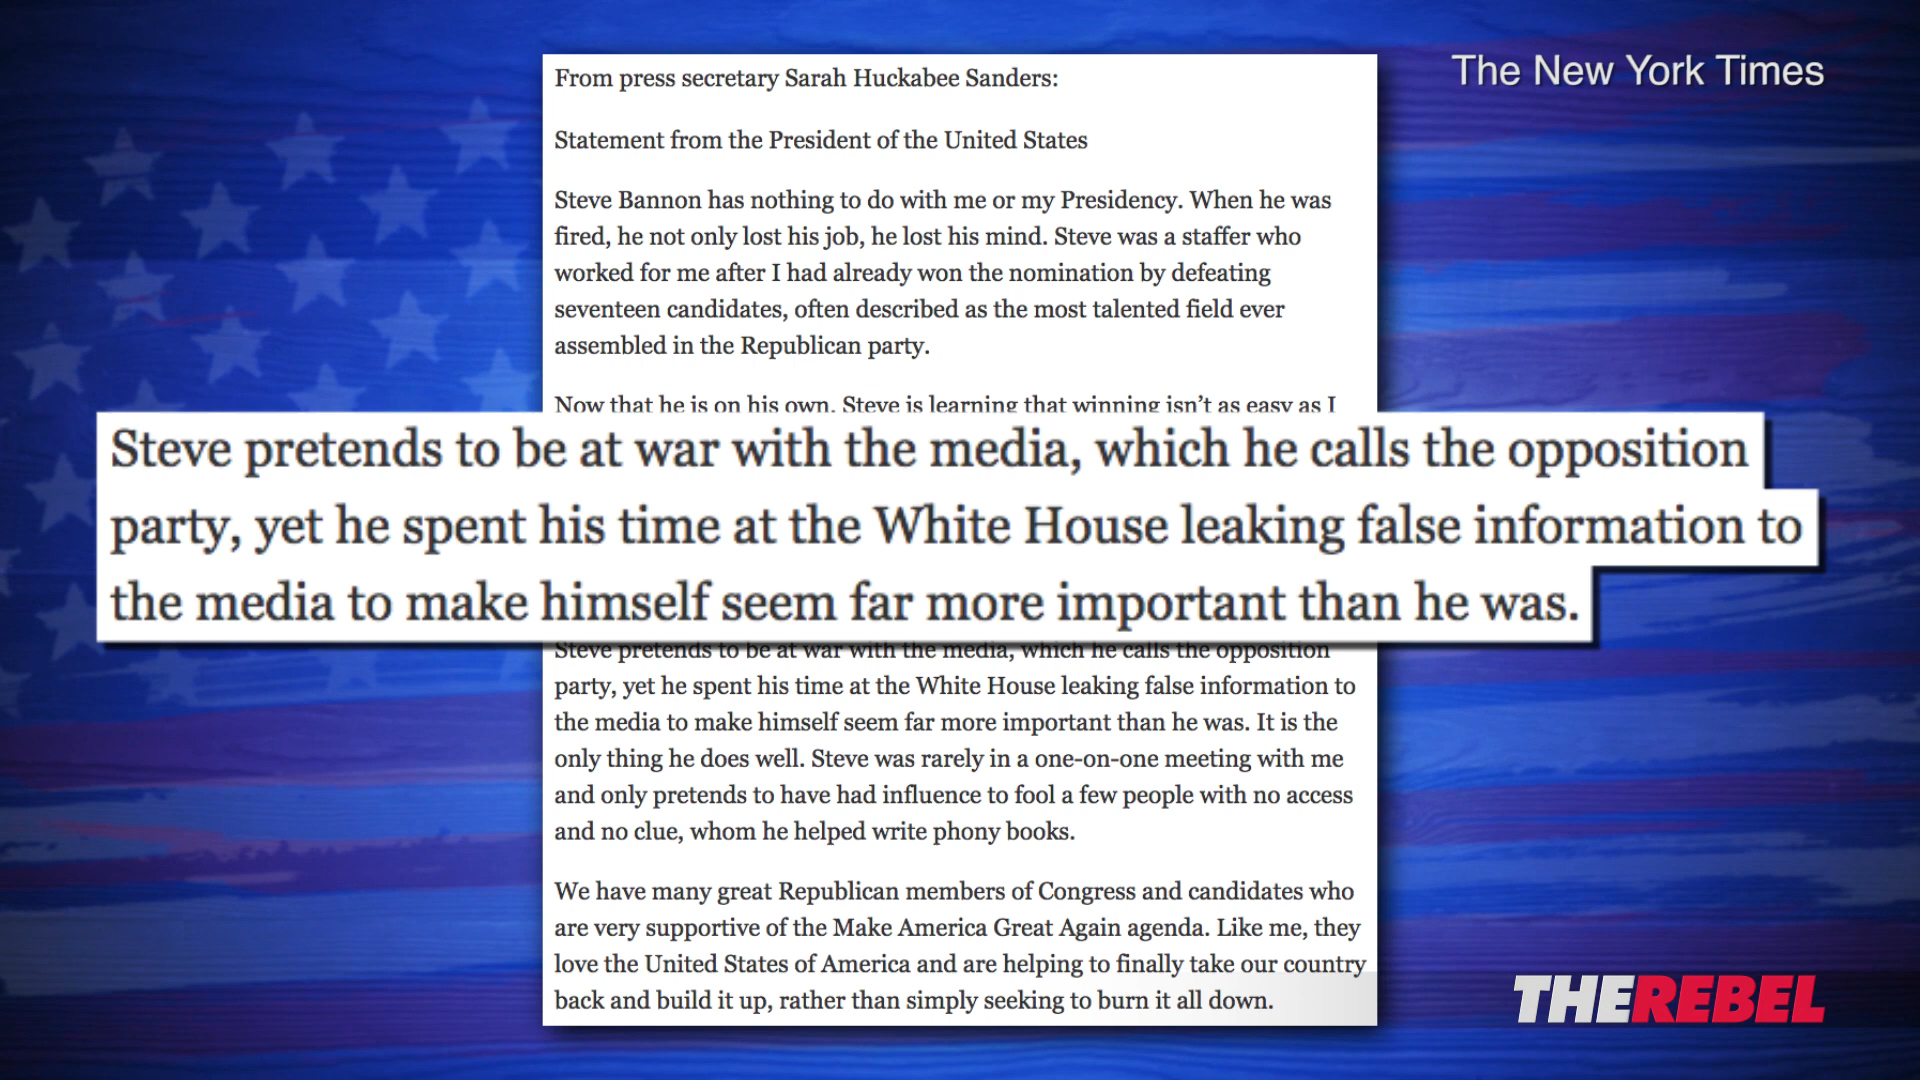 The New York Times
From press secretary Sarah Huckabee Sanders:
Statement from the President of the United States
Steve Bannon has nothing to do with me or my Presidency. When he was
fired, he not only lost his job, he lost his mind. Steve was a staffer who
worked for me after I had already won the nomination by defeating
seventeen candidates, often described as the most talented field ever
assembled in the Republican party.
Now that he is on his own, Steve is learning that winning isn’t as easy as I
Steve pretends to be at war with the media, which he calls the opposition
party, yet he spent his time at the White House leaking false information to
the media to make himself seem far more important than he was.
Steve pretends to be at war with the media, which he calls the opposition
party, yet he spent his time at the White House leaking false information to
the media to make himself seem far more important than he was. It is the
only thing he does well. Steve was rarely in a one-on-one meeting with me
and only pretends to have had influence to fool a few people with no access
and no clue, whom he helped write phony books.
We have many great Republican members of Congress and candidates who
are very supportive of the Make America Great Again agenda. Like me, they
love the United States of America and are helping to finally take our country
back and build it up, rather than simply seeking to burn it all down.
THEREBEL